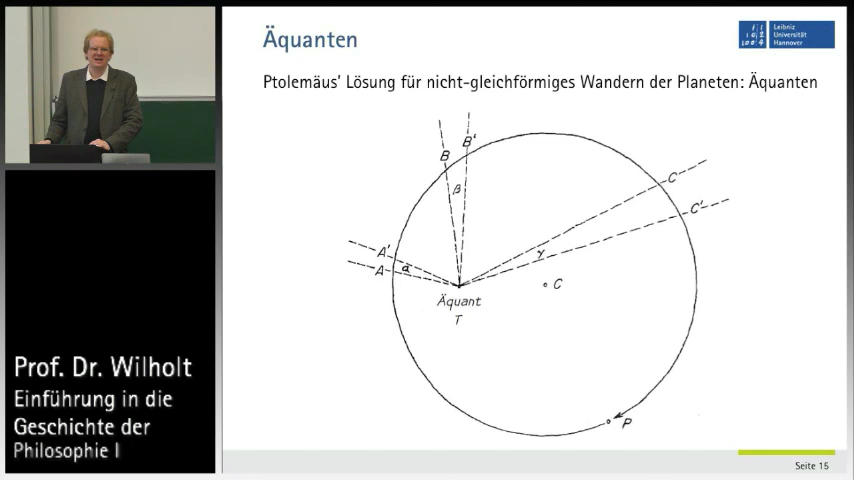 Äquanten
Leibniz
Universität
Hannover
Ptolemäus' Lösung für nicht-gleichförmiges Wandern der Planeten: Äquanten
B
B'
β
C
C'
γ
A'
A
α
Äquant
T
C
P
Prof. Dr. Wilholt
Einführung in die
Geschichte der
Philosophie I
Seite 15